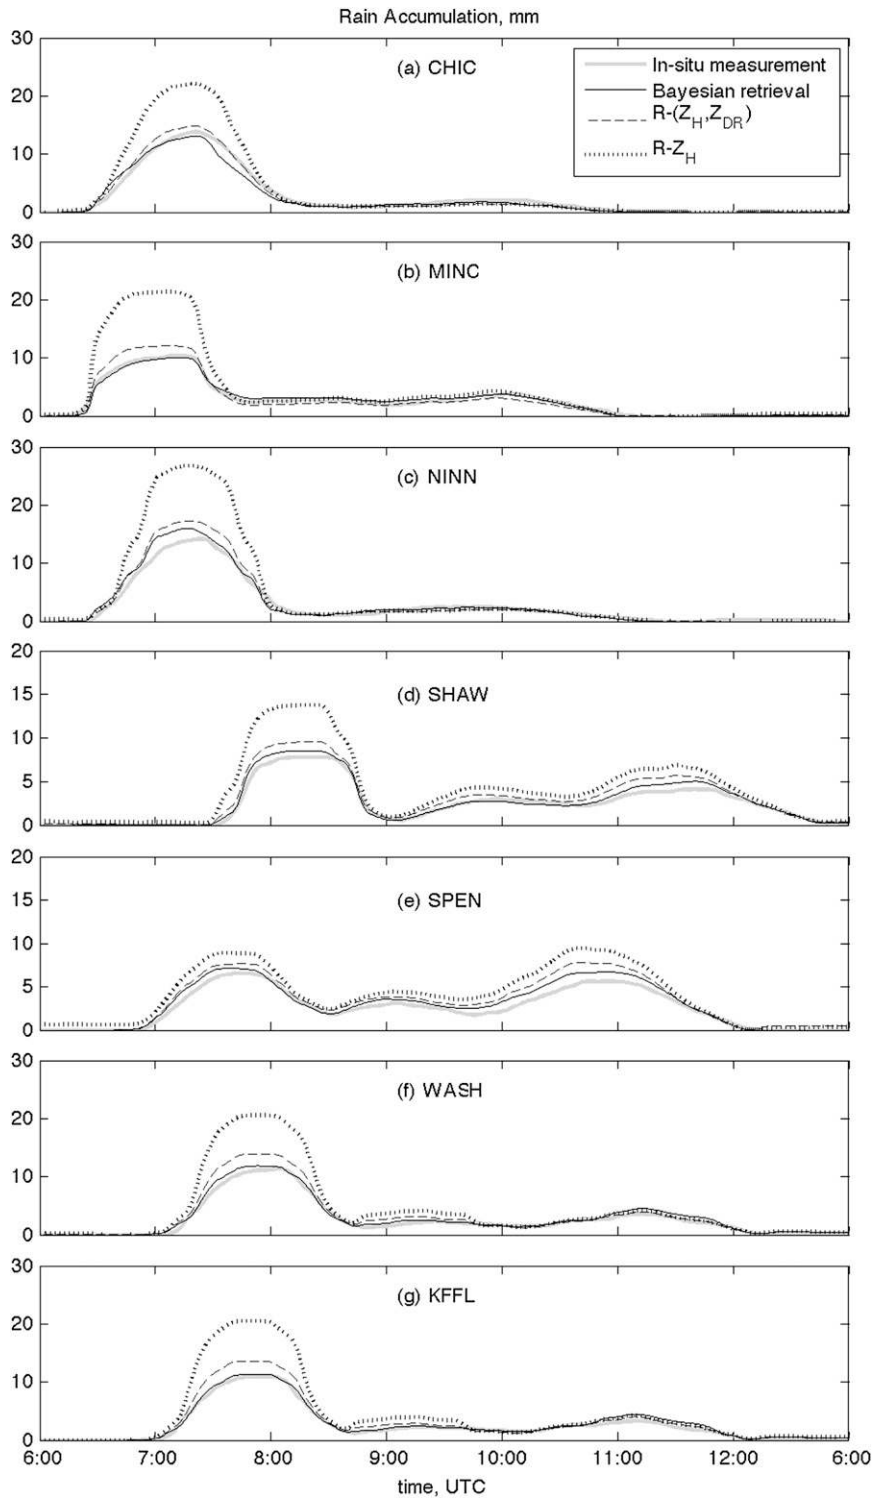 Rain Accumulation, mm
30
(a) CHIC
In-situ measurement
Bayesian retrieval
R-(Z_H,Z_DR)
R-Z_H
20
10
0
30
(b) MINC
20
10
0
30
(c) NINN
20
10
0
20
(d) SHAW
15
10
5
0
20
(e) SPEN
15
10
5
0
30
(f) WASH
20
10
0
30
(g) KFFL
20
10
0
6:00 7:00 8:00 9:00 10:00 11:00 12:00 6:00
time, UTC